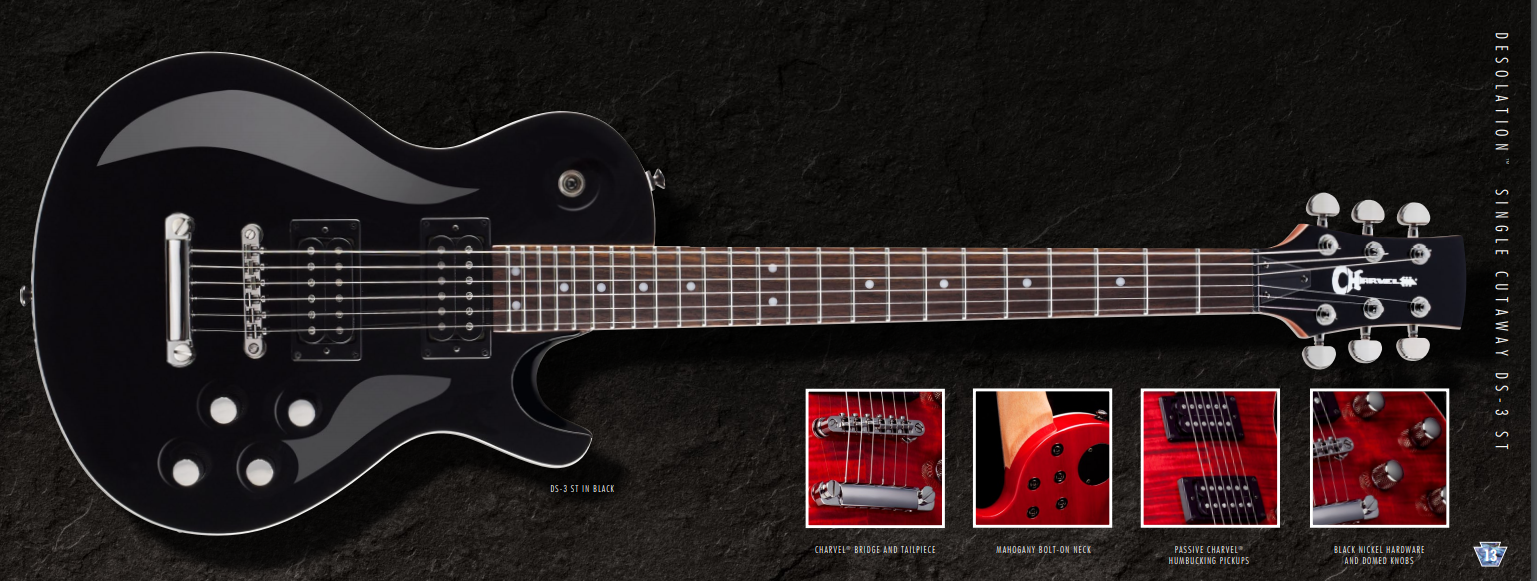 DESOLATION™ SINGLE CUTAWAY DS-3 ST
CHARVEL
DS-3 ST IN BLACK
CHARVEL® BRIDGE AND TAILPIECE
MAHOGANY BOLT-ON NECK
PASSIVE CHARVEL®
HUMBUCKING PICKUPS
BLACK NICKEL HARDWARE
AND DOMED KNOBS
13